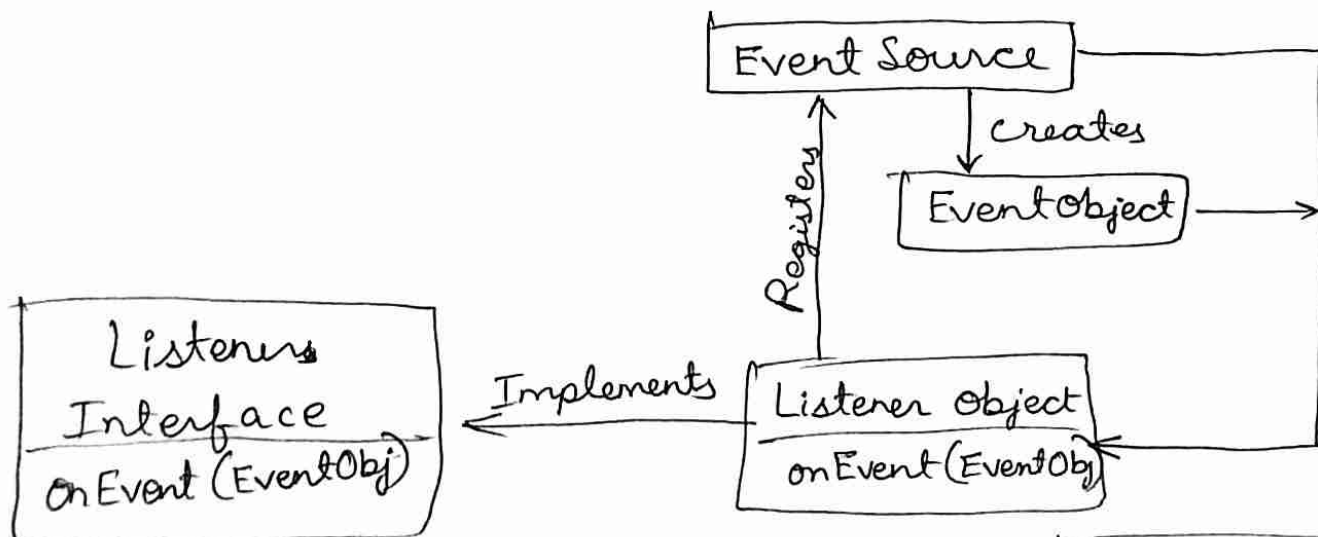 Event Source
creates
EventObject
Registers
Listeners
Interface
onEvent (EventObj)
Implements
Listener Object
onEvent (EventObj)